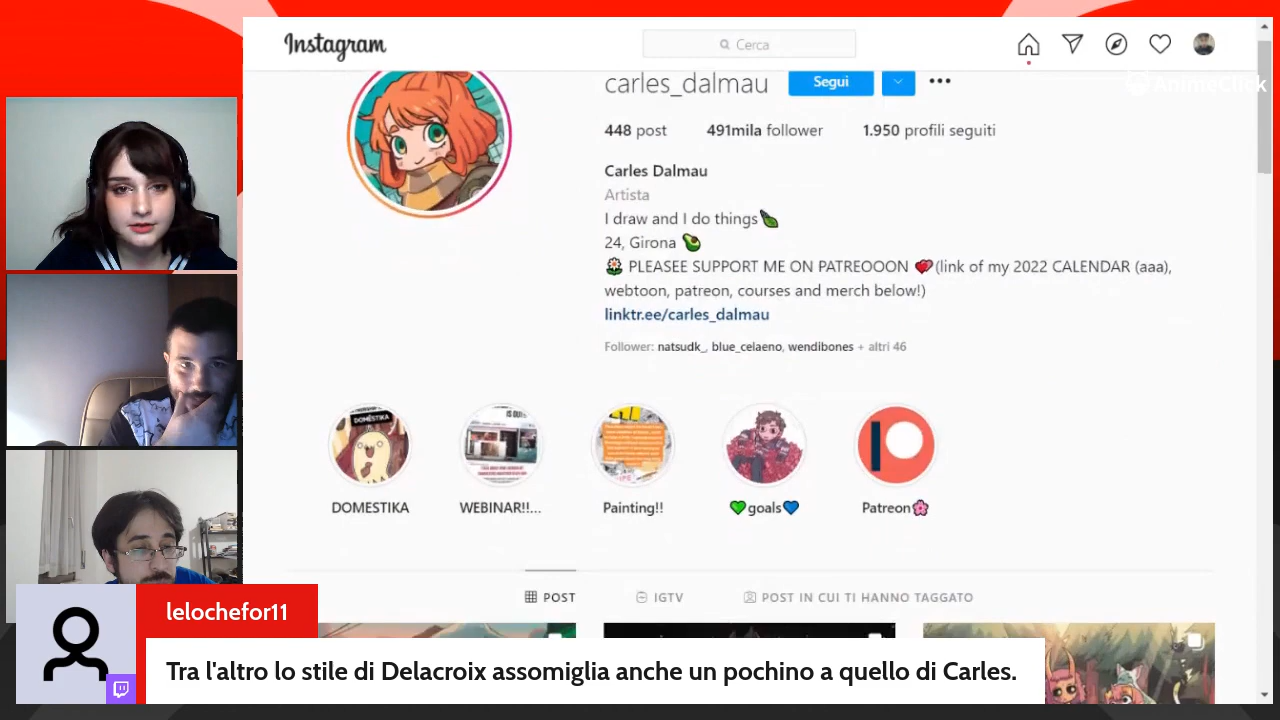 Instagram
Cerca
AnimeClick
carles_dalmau
Segui
448 post
491mila follower
1.950 profili seguiti
Carles Dalmau
Artista
I draw and I do things
24, Girona
PLEASEE SUPPORT ME ON PATREOOON (link of my 2022 CALENDAR (aaa),
webtoon, patreon, courses and merch below!)
linktr.ee/carles_dalmau
Follower: natsudk_, blue_celaeno, wendibones + altri 46
DOMESTIKA
DOMESTIKA
WEBINAR!!...
Painting!!
goals
Patreon
POST
IGTV
POST IN CUI TI HANNO TAGGATO
lelochefor11
Tra l'altro lo stile di Delacroix assomiglia anche un pochino a quello di Carles.